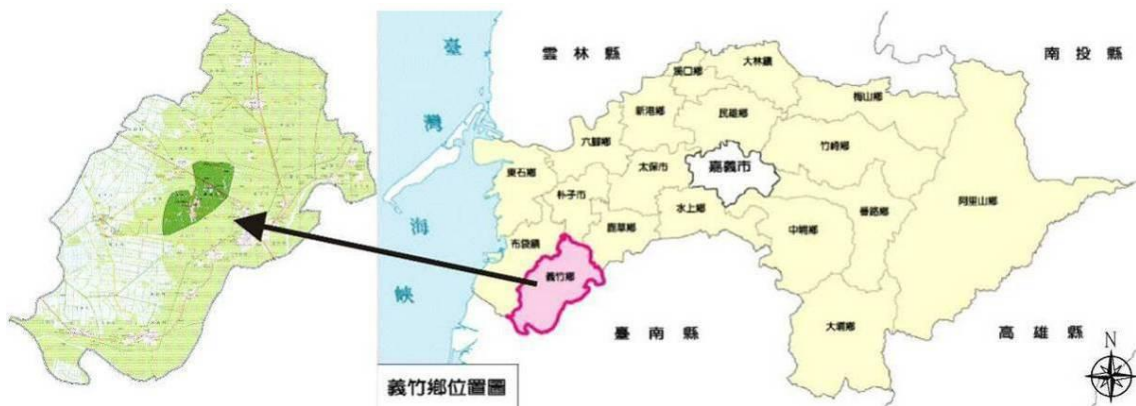 雲林縣
南投縣
臺灣海峽
大林鎮
溪口鄉
梅山鄉
新港鄉
民雄鄉
六腳鄉
竹崎鄉
東石鄉
太保市
嘉義市
朴子市
阿里山鄉
水上鄉
番路鄉
鹿草鄉
中埔鄉
布袋鎮
義竹鄉
大埔鄉
臺南縣
高雄縣
N
義竹鄉位置圖